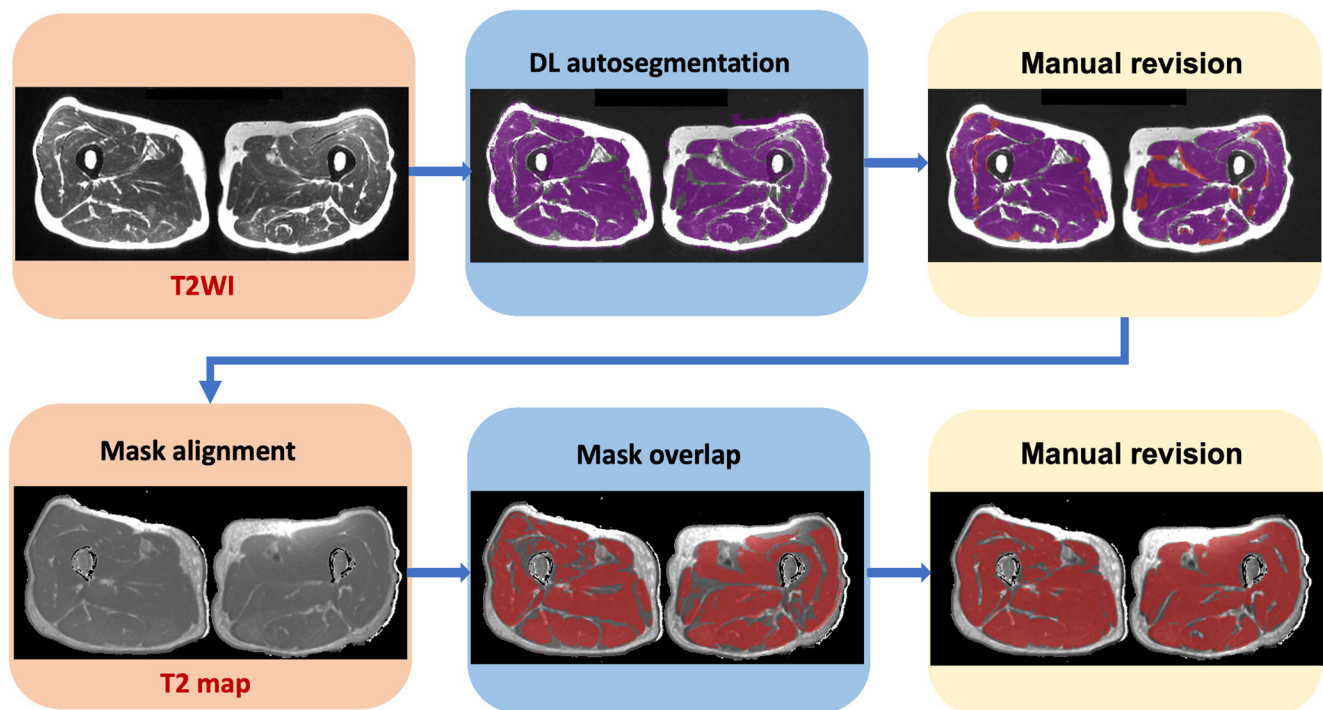 DL autosegmentation
Manual revision
T2WI
Mask alignment
Mask overlap
Manual revision
T2 map